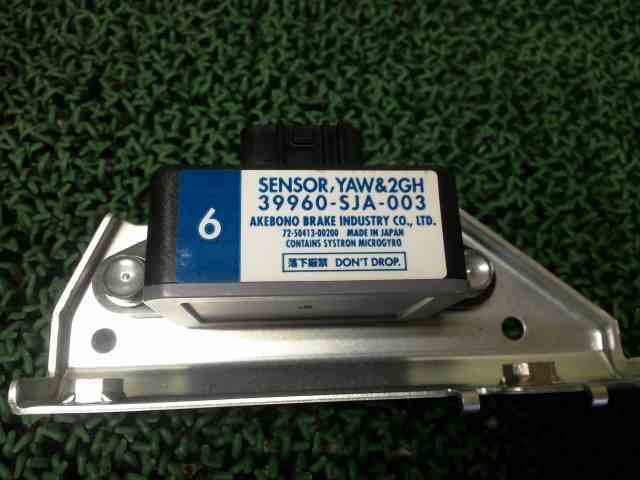 6
SENSOR, YAW&2GH
39960-SJA-003
AKEBONO BRAKE INDUSTRY CO., LTD.
72-50413-00200 MADE IN JAPAN
CONTAINS SYSTRON MICROGYRO
落下厳禁 DON'T DROP.